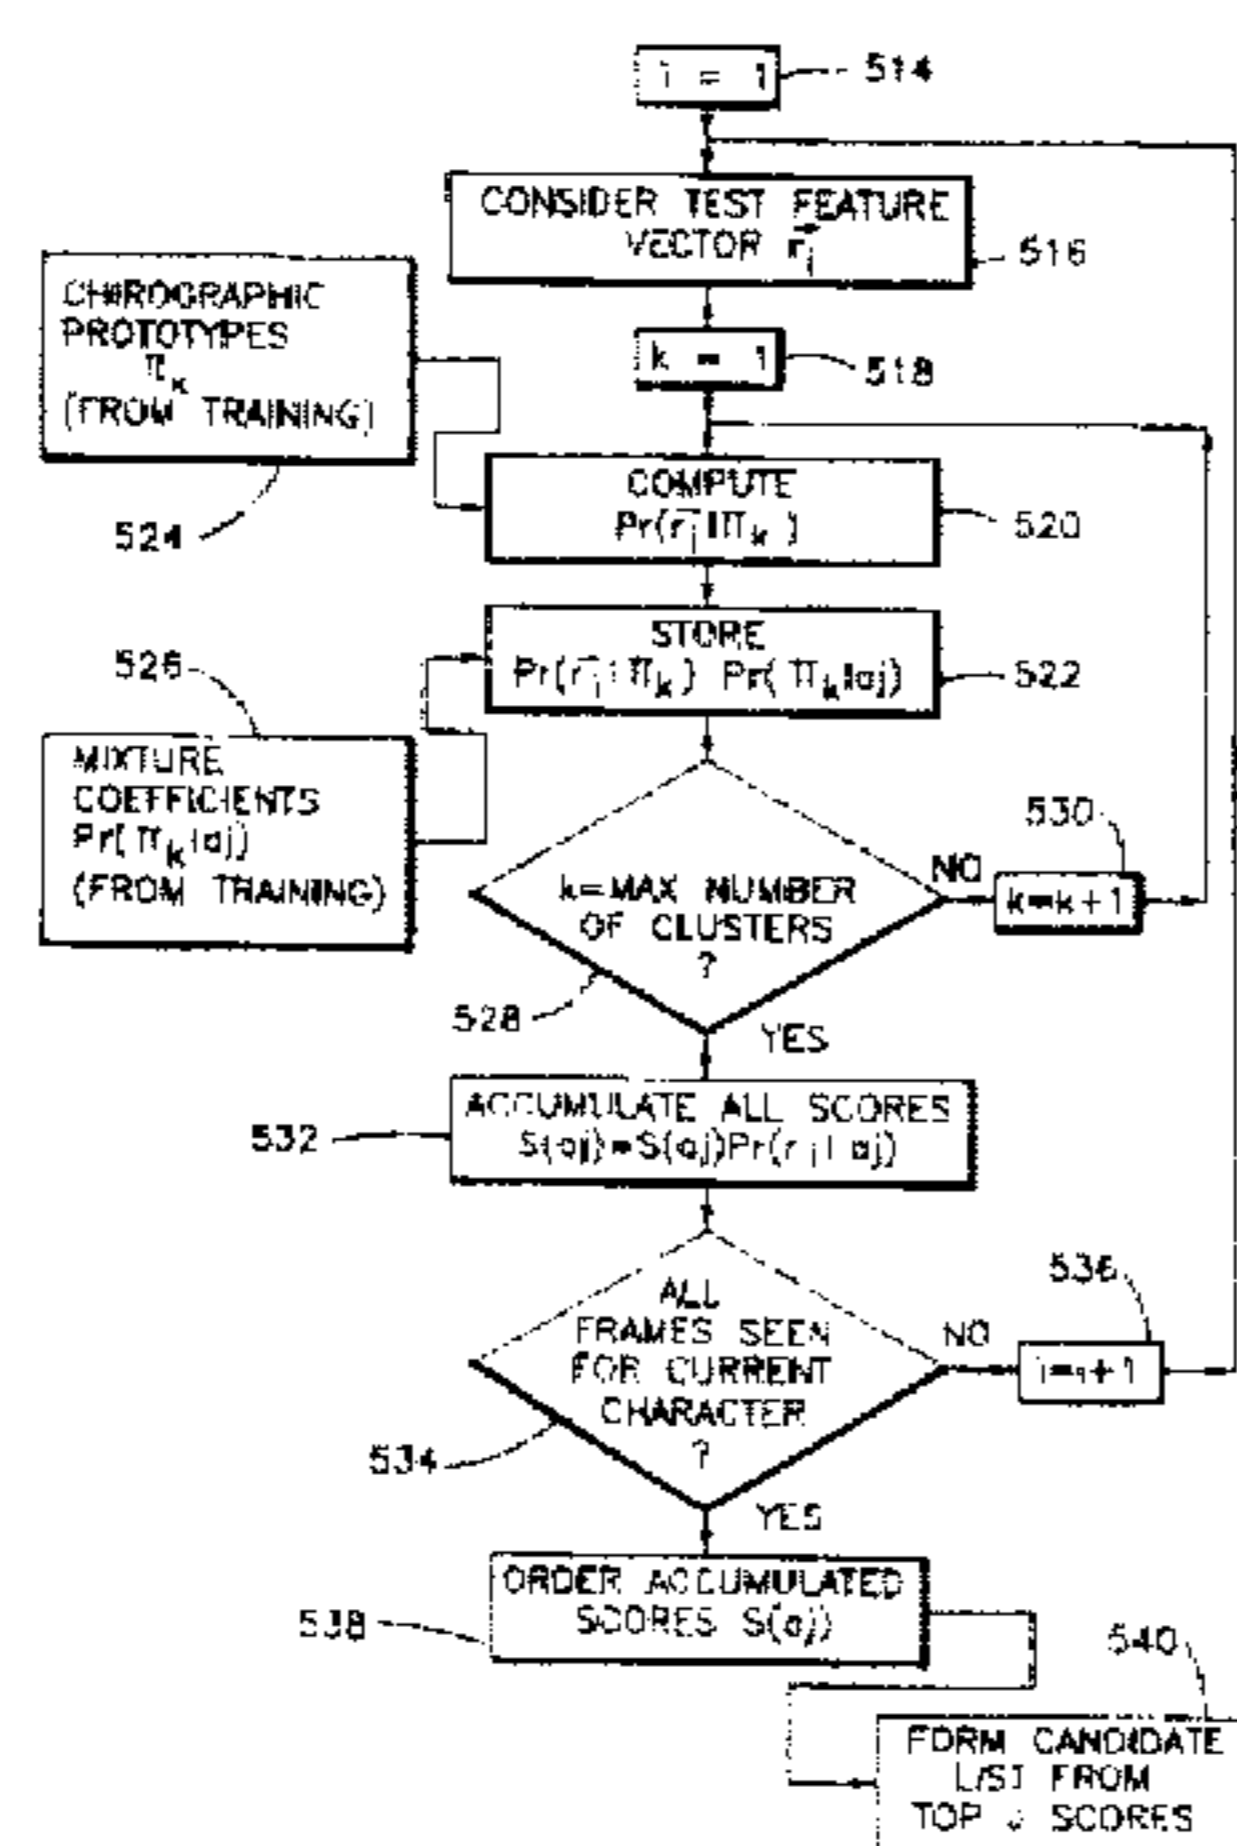 i = 1
514
CONSIDER TEST FEATURE
VECTOR r⃗i
516
CHIROGRAPHIC
PROTOTYPES
πk
(FROM TRAINING)
524
k = 1
518
COMPUTE
Pr(r̄i|πk)
520
STORE
Pr(r̄i|πk) Pr(πk|aj)
522
526
MIXTURE
COEFFICIENTS
Pr(πk|aj)
(FROM TRAINING)
k=MAX NUMBER
OF CLUSTERS
?
528
NO
530
k=k+1
YES
ACCUMULATE ALL SCORES
S(aj)=S(aj)Pr(ri|aj)
532
ALL
FRAMES SEEN
FOR CURRENT
CHARACTER
?
534
NO
536
i=i+1
YES
ORDER ACCUMULATED
SCORES S(aj)
538
540
FORM CANDIDATE
LIST FROM
TOP SCORES